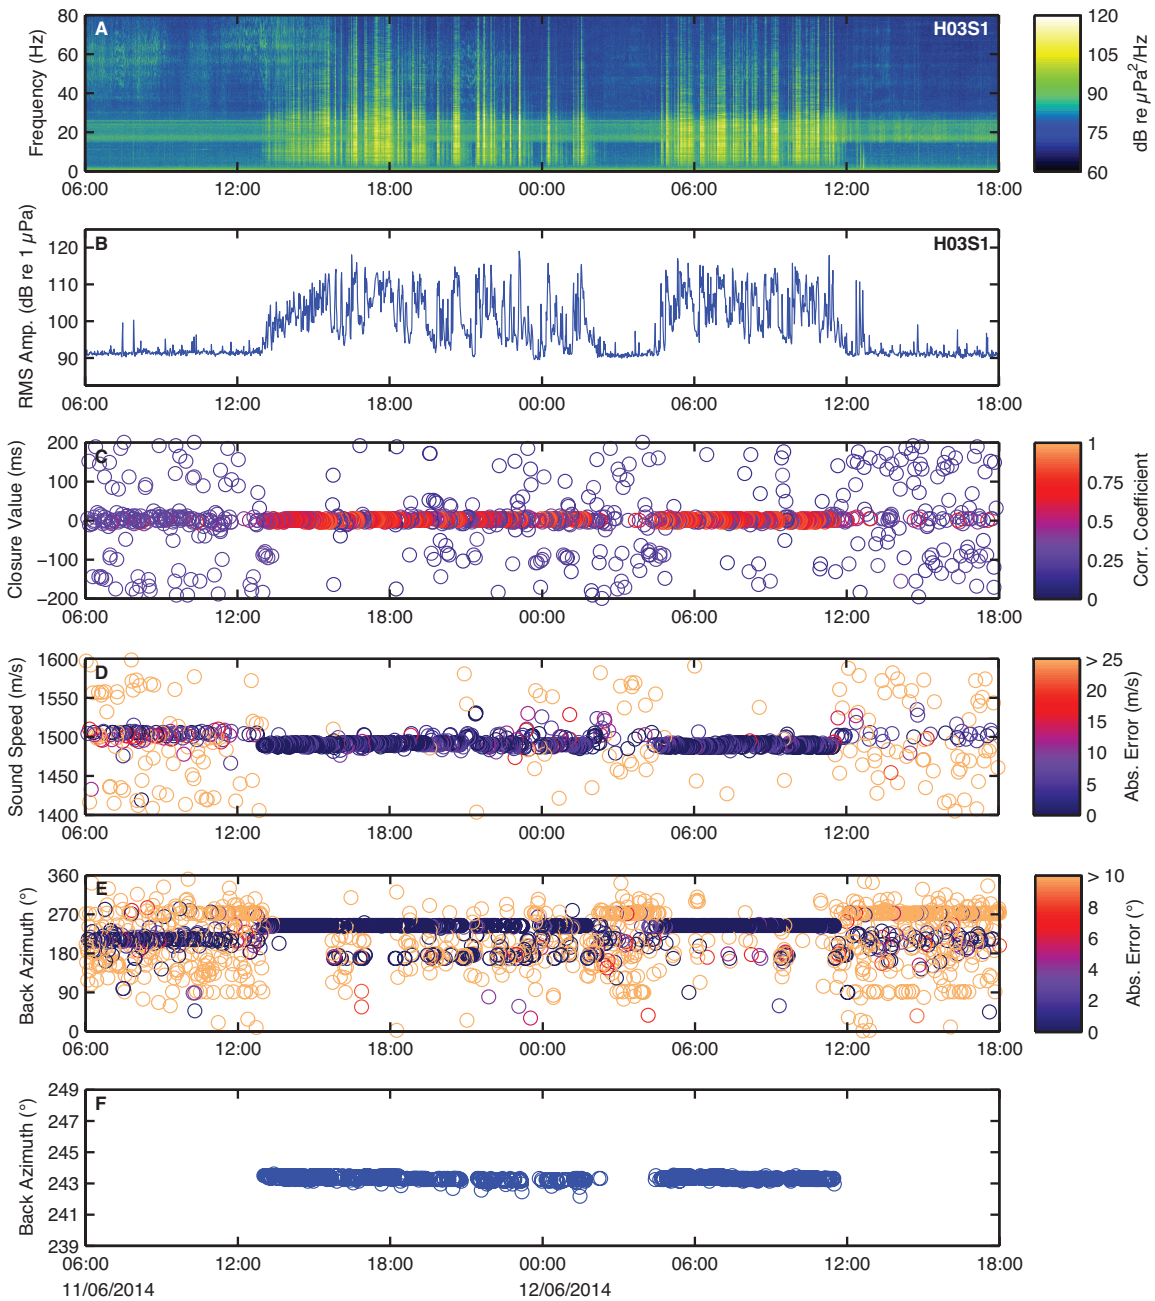 A
H03S1
Frequency (Hz)
80
60
40
20
0
06:00 12:00 18:00 00:00 06:00 12:00 18:00
120
105
90
75
60
dB re µPa²/Hz
B
H03S1
RMS Amp. (dB re 1 µPa)
120
110
100
90
06:00 12:00 18:00 00:00 06:00 12:00 18:00
C
Closure Value (ms)
200
100
0
−100
−200
06:00 12:00 18:00 00:00 06:00 12:00 18:00
1
0.75
0.5
0.25
0
Corr. Coefficient
D
Sound Speed (m/s)
1600
1550
1500
1450
1400
06:00 12:00 18:00 00:00 06:00 12:00
> 25
20
15
10
5
0
Abs. Error (m/s)
E
Back Azimuth (°)
360
270
180
90
0
06:00 12:00 18:00 00:00 06:00 12:00 18:00
> 10
8
6
4
2
0
Abs. Error (°)
F
Back Azimuth (°)
249
247
245
243
241
239
06:00 12:00 18:00 00:00 06:00 12:00 18:00
11/06/2014 12/06/2014